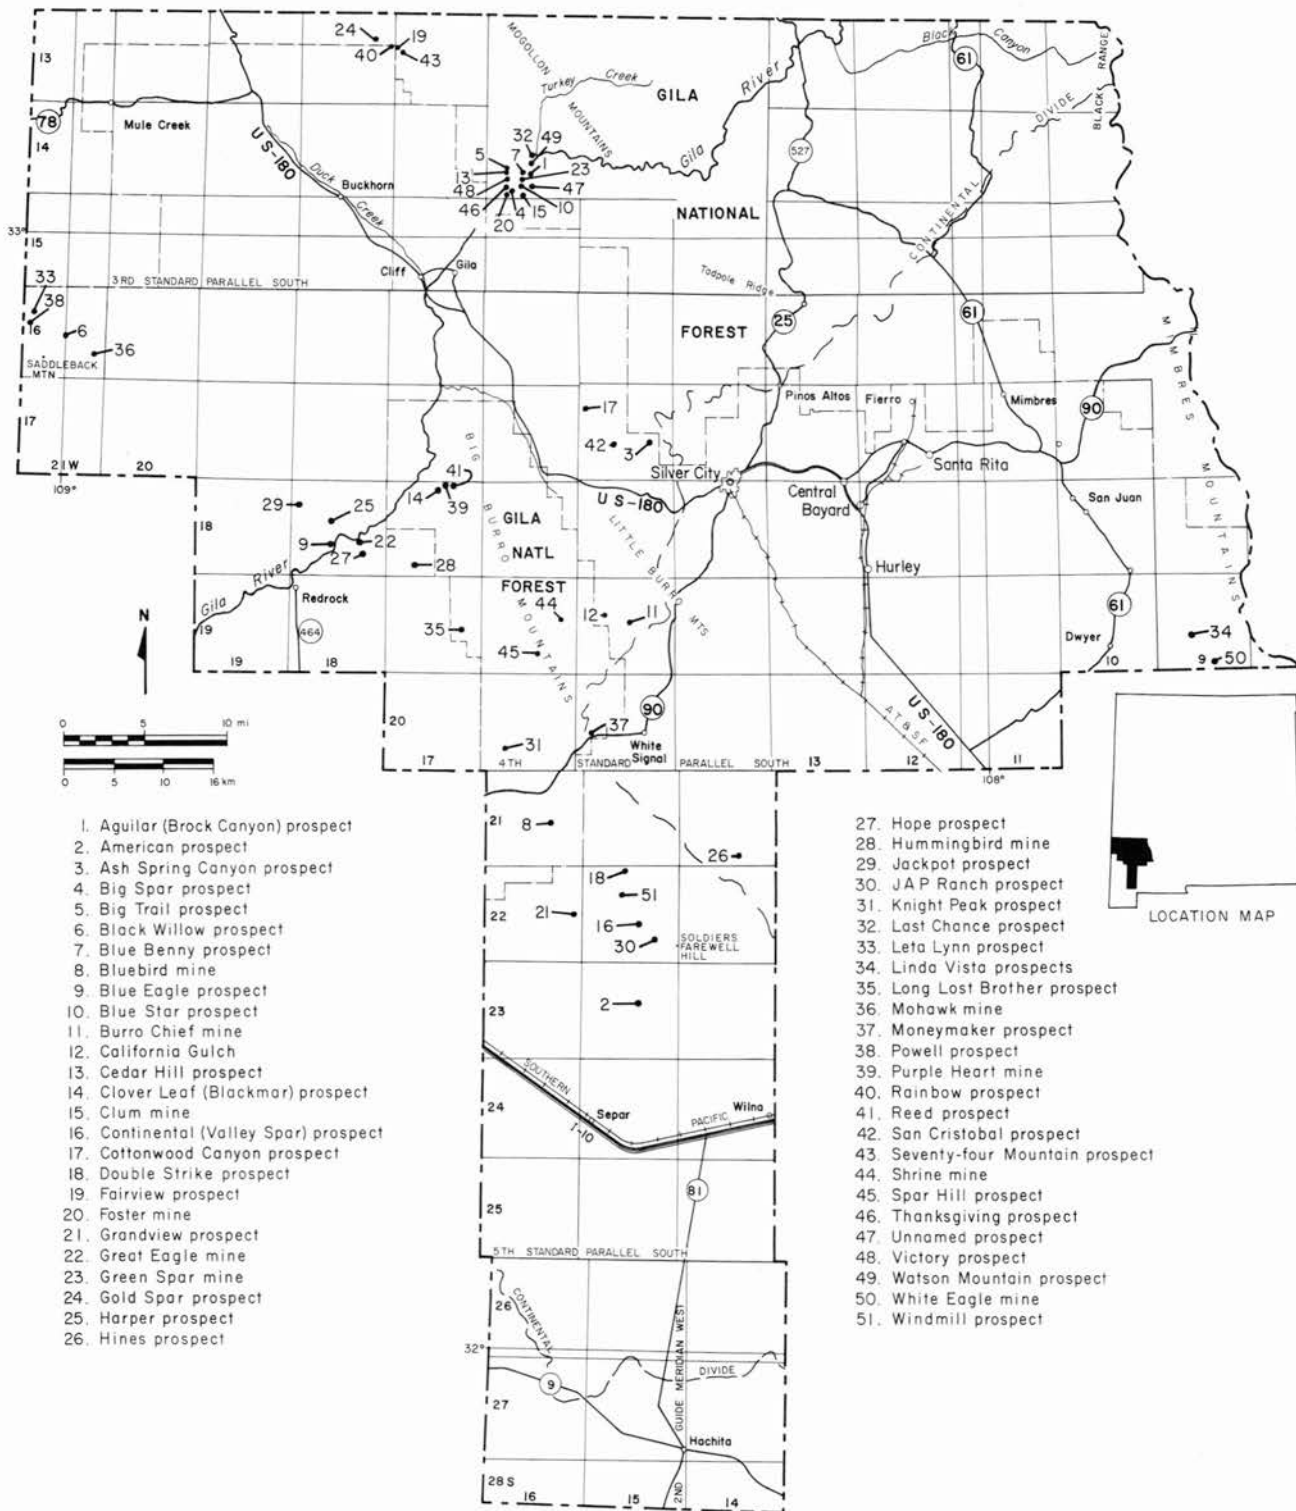 24
19
40
43
13
MOGOLLON
MOUNTAINS
Turkey Creek
GILA
River
Black Canyon
61
BLACK RANGE
DIVIDE
78
Mule Creek
14
US-180
Duck Creek
Buckhorn
32
49
5
7
1
13
23
48
47
46
10
20
4
15
Gila
527
NATIONAL
CONTINENTAL
33°
15
Cliff
Gila
3RD STANDARD PARALLEL SOUTH
Tadpole Ridge
33
38
16
6
36
SADDLEBACK
MTN
FOREST
25
61
MIMBRES
17
17
Pinos Altos
Fierro
Mimbres
90
42
3
21 W
20
109°
BIG
41
14
39
Silver City
US-180
Central
Bayard
Santa Rita
San Juan
MOUNTAINS
18
29
25
9
22
27
28
GILA
NATL
FOREST
BURRO
MOUNTAINS
LITTLE BURRO MTS
Hurley
Gila River
Redrock
464
44
12
11
61
19
35
45
Dwyer
34
N
19
18
10
9
50
0 5 10 mi
0 5 10 16 km
20
90
37
White
Signal
US-180
AT & SF
17
31
4TH STANDARD PARALLEL SOUTH
13
12
11
108°
21
8
26
18
51
22
21
16
30
SOLDIERS
FAREWELL
HILL
LOCATION MAP
23
2
SOUTHERN
PACIFIC
24
Separ
Wilna
I-10
25
81
5TH STANDARD PARALLEL SOUTH
26
CONTINENTAL
DIVIDE
32°
9
27
2ND GUIDE MERIDIAN WEST
Hachita
28 S
16
15
14
1. Aguilar (Brock Canyon) prospect
2. American prospect
3. Ash Spring Canyon prospect
4. Big Spar prospect
5. Big Trail prospect
6. Black Willow prospect
7. Blue Benny prospect
8. Bluebird mine
9. Blue Eagle prospect
10. Blue Star prospect
11. Burro Chief mine
12. California Gulch
13. Cedar Hill prospect
14. Clover Leaf (Blackmar) prospect
15. Clum mine
16. Continental (Valley Spar) prospect
17. Cottonwood Canyon prospect
18. Double Strike prospect
19. Fairview prospect
20. Foster mine
21. Grandview prospect
22. Great Eagle mine
23. Green Spar mine
24. Gold Spar prospect
25. Harper prospect
26. Hines prospect
27. Hope prospect
28. Hummingbird mine
29. Jackpot prospect
30. JAP Ranch prospect
31. Knight Peak prospect
32. Last Chance prospect
33. Leta Lynn prospect
34. Linda Vista prospects
35. Long Lost Brother prospect
36. Mohawk mine
37. Moneymaker prospect
38. Powell prospect
39. Purple Heart mine
40. Rainbow prospect
41. Reed prospect
42. San Cristobal prospect
43. Seventy-four Mountain prospect
44. Shrine mine
45. Spar Hill prospect
46. Thanksgiving prospect
47. Unnamed prospect
48. Victory prospect
49. Watson Mountain prospect
50. White Eagle mine
51. Windmill prospect